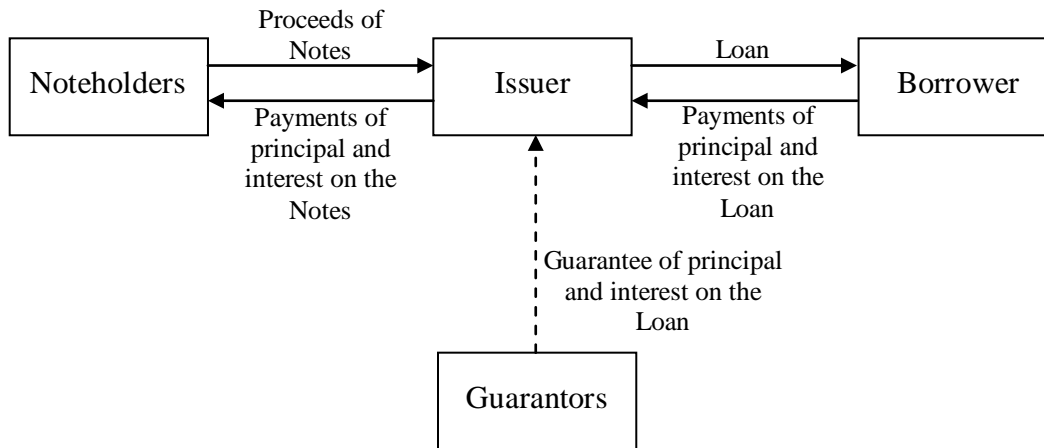 Proceeds of
Notes
Loan
Noteholders
Issuer
Borrower
Payments of
principal and
interest on the
Notes
Payments of
principal and
interest on the
Loan
Guarantee of principal
and interest on the
Loan
Guarantors